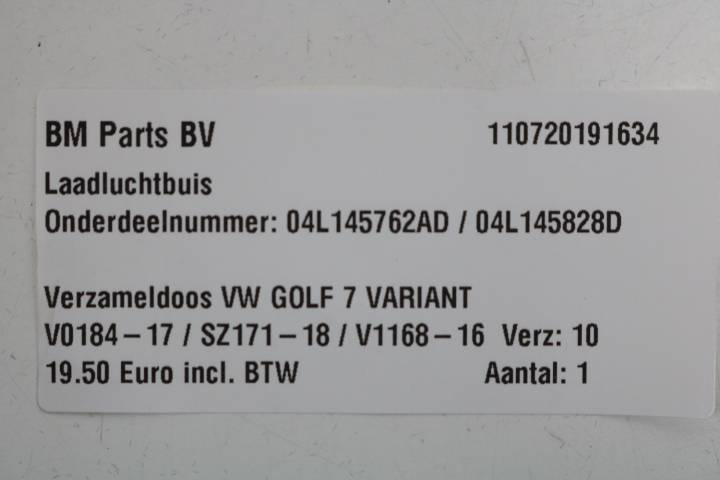 BM Parts BV 110720191634
Laadluchtbuis
Onderdeelnummer: 04L145762AD / 04L145828D
Verzameldoos VW GOLF 7 VARIANT
V0184-17 / SZ171-18 / V1168-16 Verz: 10
19.50 Euro incl. BTW Aantal: 1